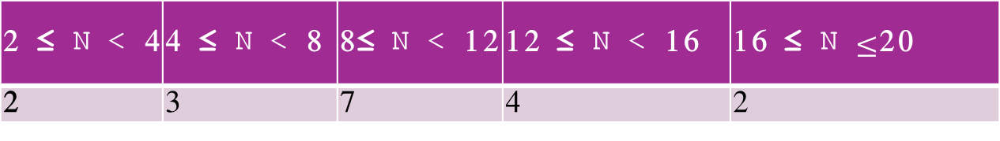 2 ≤ N < 4 4 ≤ N < 8 8≤ N < 12 12 ≤ N < 16 16 ≤ N ≤20
2 3 7 4 2